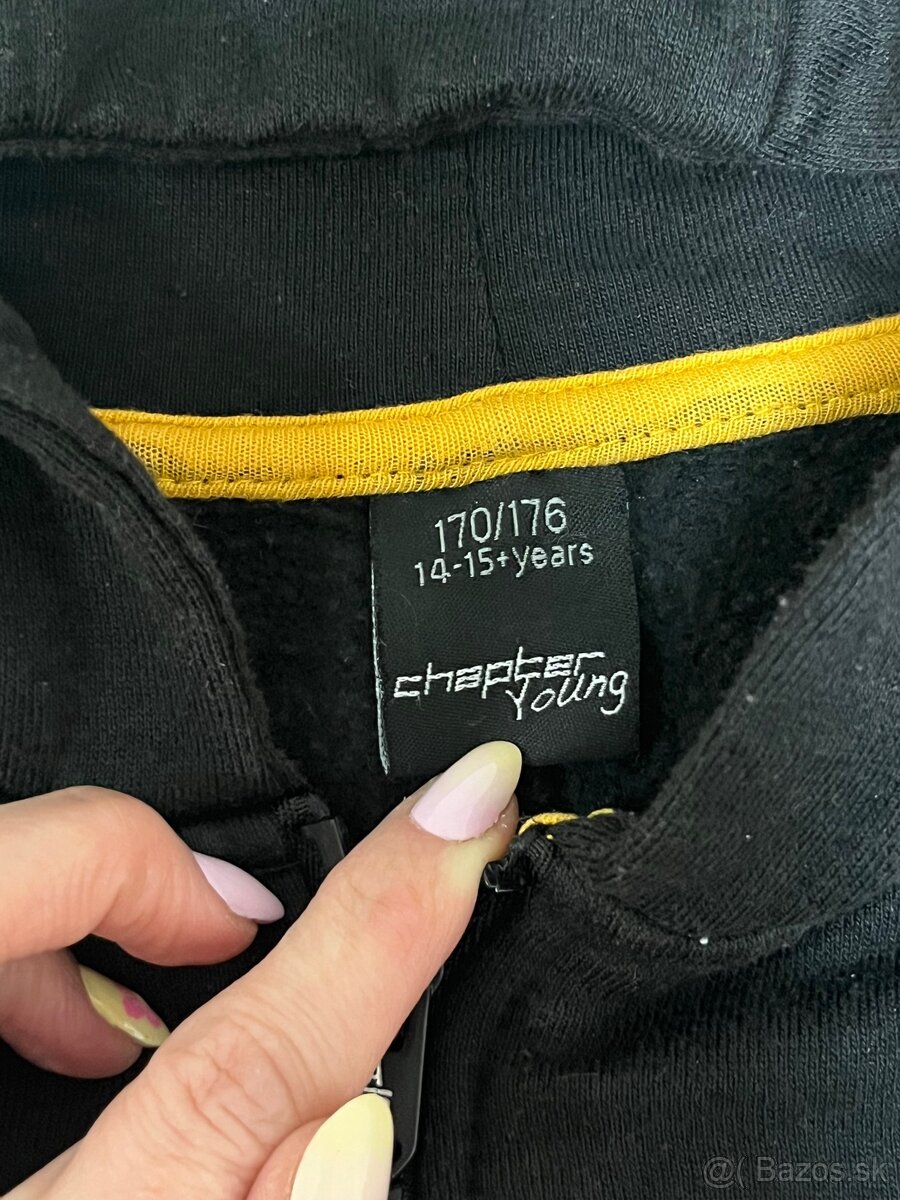 170/176
14-15+years
chapter
Young
@( Bazos.sk